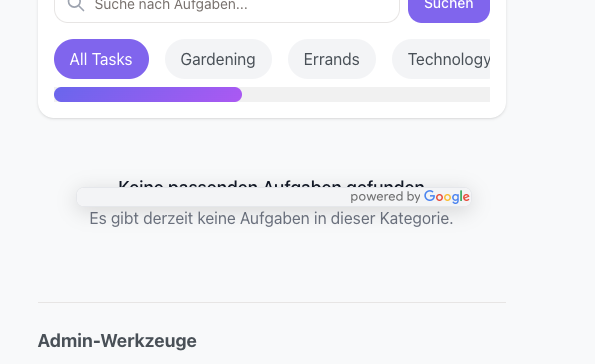 Suche nach Aufgaben...
Suchen
All Tasks
Gardening
Errands
Technology
Keine passenden Aufgaben gefunden
powered by Google
Es gibt derzeit keine Aufgaben in dieser Kategorie.
Admin-Werkzeuge